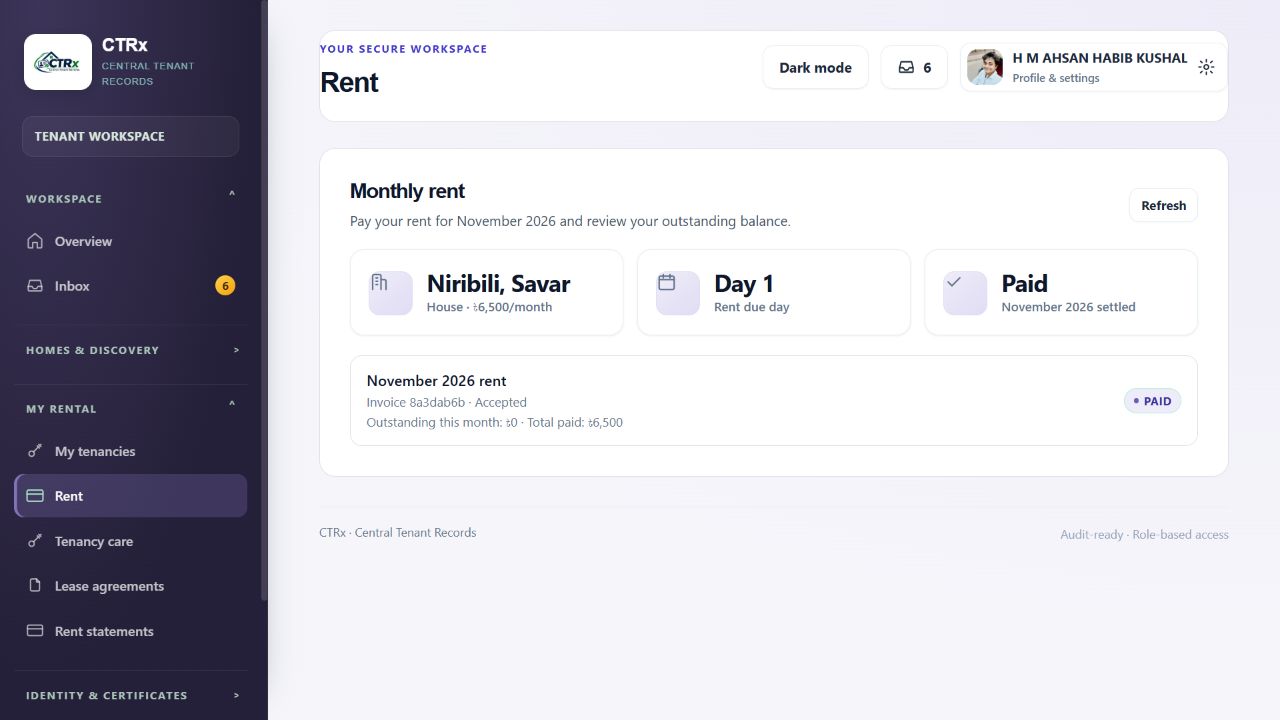 CTRx
CTRx
CENTRAL TENANT
RECORDS
TENANT WORKSPACE
WORKSPACE ^
Overview
Inbox 6
HOMES & DISCOVERY >
MY RENTAL ^
My tenancies
Rent
Tenancy care
Lease agreements
Rent statements
IDENTITY & CERTIFICATES >
YOUR SECURE WORKSPACE
Rent
Dark mode
6
H M AHSAN HABIB KUSHAL
Profile & settings
Monthly rent
Pay your rent for November 2026 and review your outstanding balance.
Refresh
Niribili, Savar
House · ৳6,500/month
Day 1
Rent due day
Paid
November 2026 settled
November 2026 rent
Invoice 8a3dab6b · Accepted
Outstanding this month: ৳0 · Total paid: ৳6,500
PAID
CTRx · Central Tenant Records
Audit-ready · Role-based access